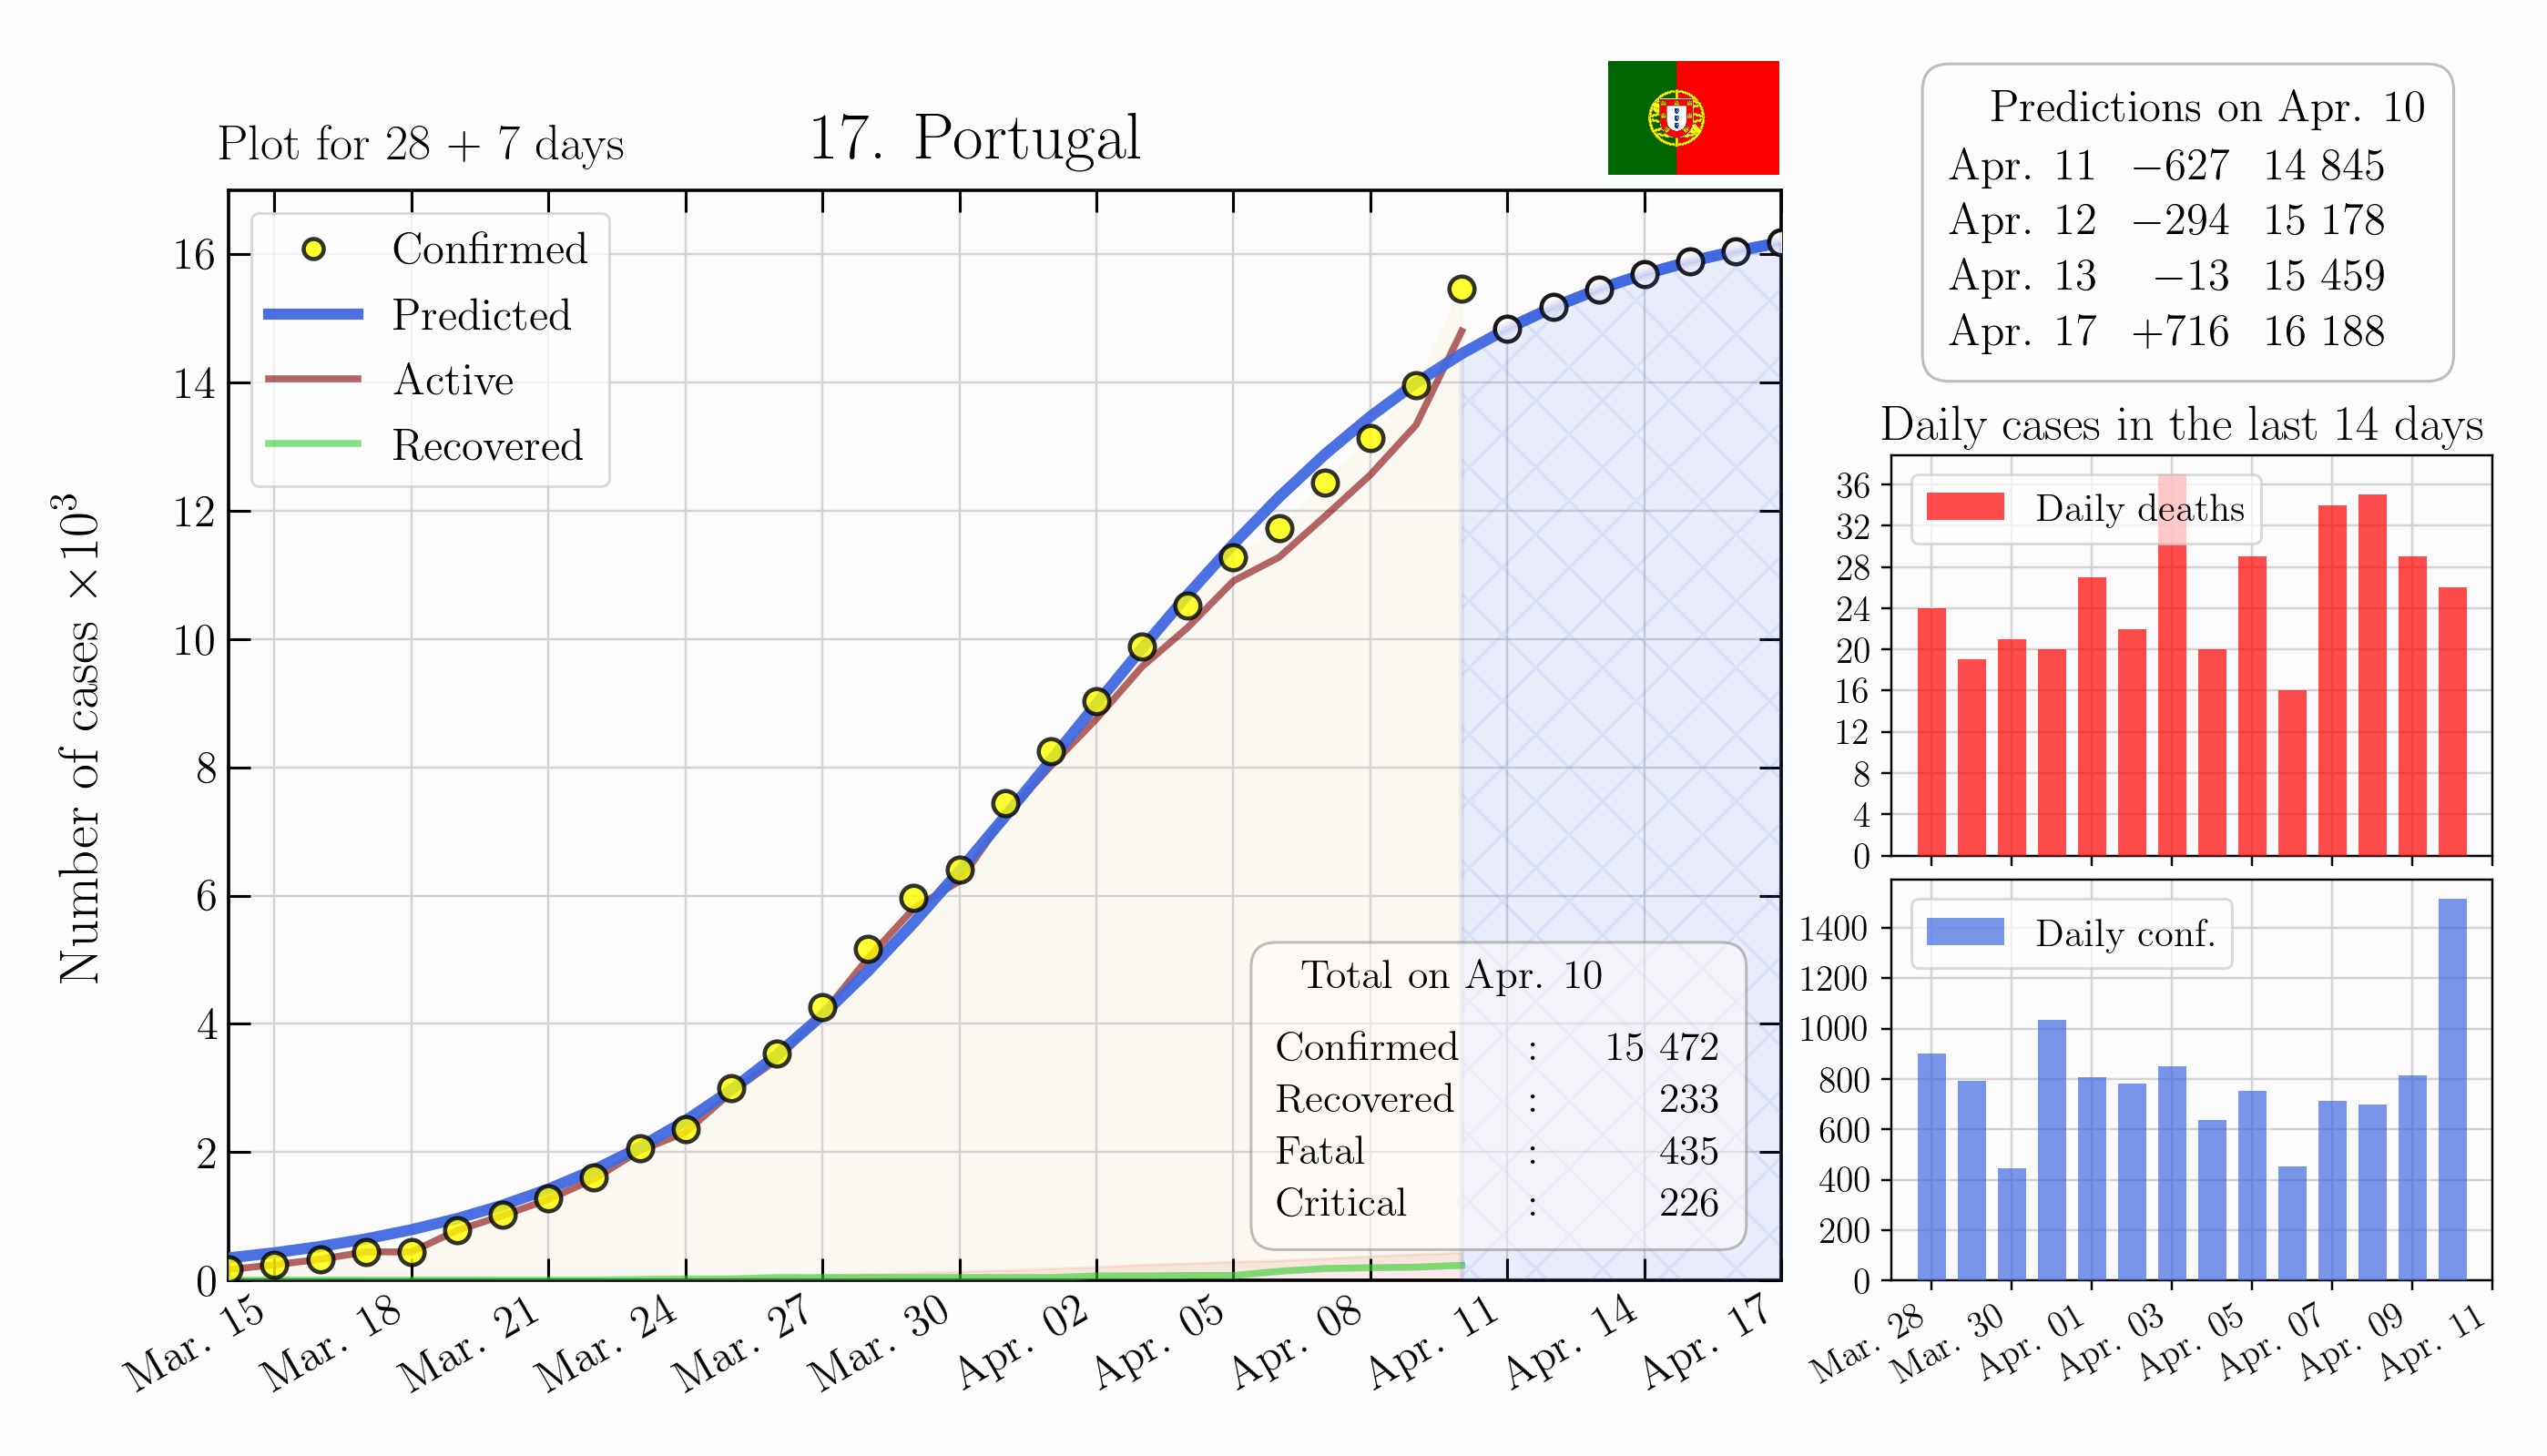 Plot for 28 + 7 days
17. Portugal
Number of cases ×10³
16
14
12
10
8
6
4
2
0
Confirmed
Predicted
Active
Recovered
Total on Apr. 10
Confirmed : 15 472
Recovered : 233
Fatal : 435
Critical : 226
Mar. 15
Mar. 18
Mar. 21
Mar. 24
Mar. 27
Mar. 30
Apr. 02
Apr. 05
Apr. 08
Apr. 11
Apr. 14
Apr. 17
Predictions on Apr. 10
Apr. 11 −627 14 845
Apr. 12 −294 15 178
Apr. 13 −13 15 459
Apr. 17 +716 16 188
Daily cases in the last 14 days
36
32
28
24
20
16
12
8
4
0
Daily deaths
1400
1200
1000
800
600
400
200
0
Daily conf.
Mar. 28
Mar. 30
Apr. 01
Apr. 03
Apr. 05
Apr. 07
Apr. 09
Apr. 11